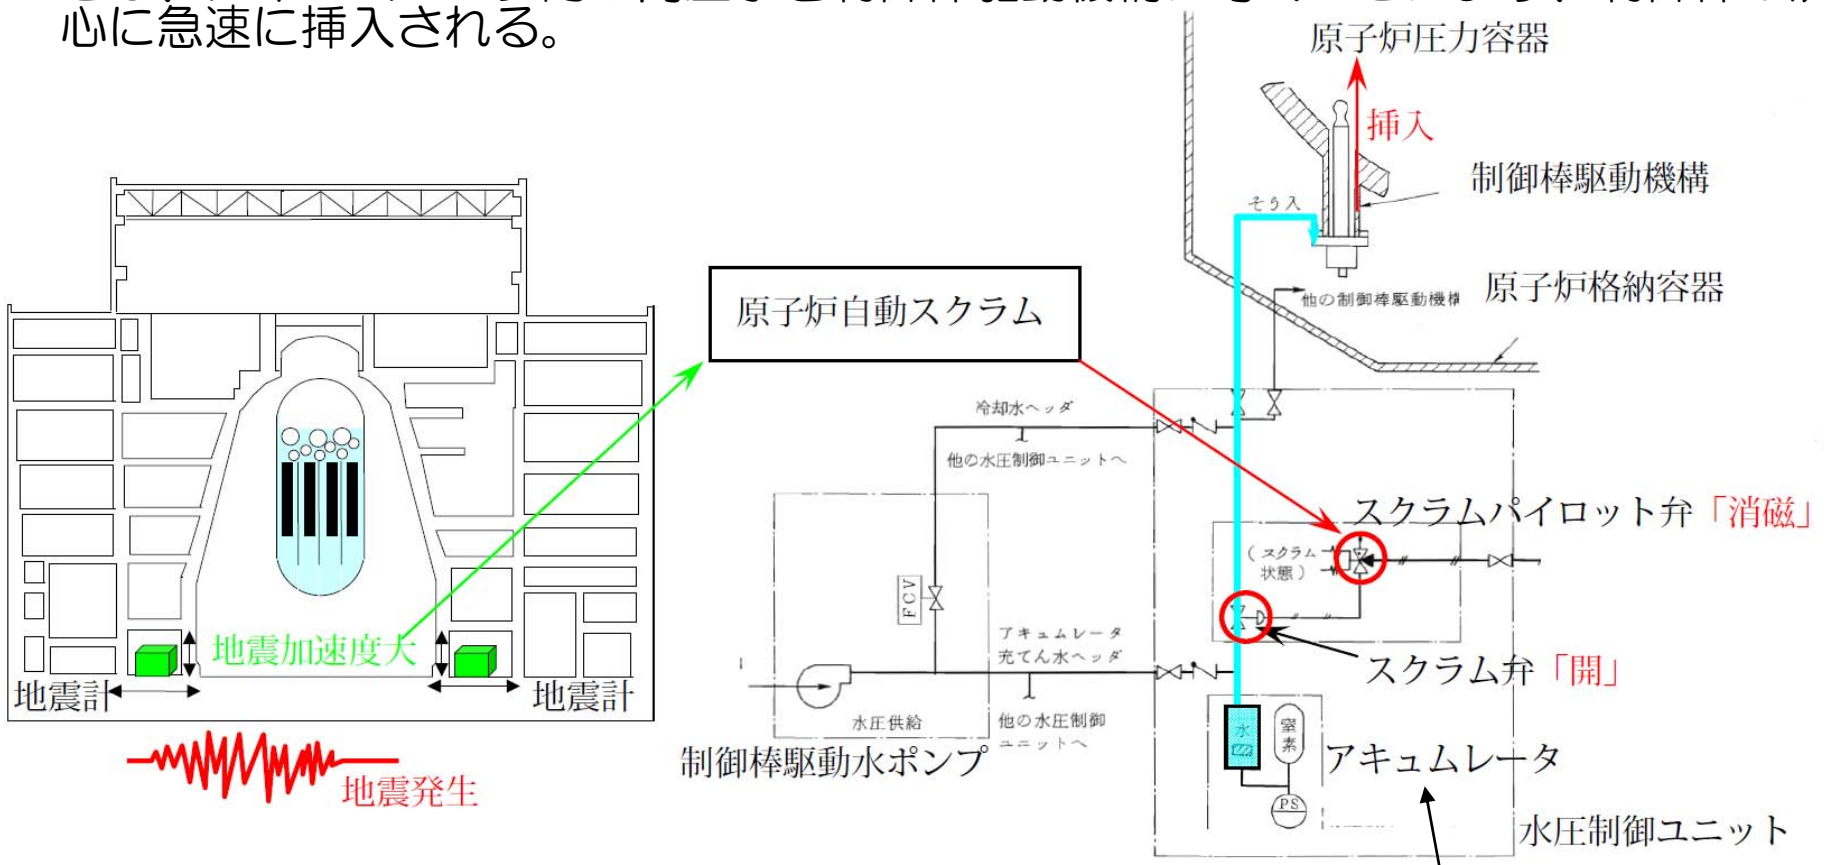 心に急速に挿入される。
原子炉圧力容器
挿入
制御棒駆動機構
そう入
原子炉格納容器
他の制御棒駆動機構
原子炉自動スクラム
冷却水ヘッダ
他の水圧制御ユニットへ
スクラムパイロット弁「消磁」
(スクラム
状態)
FCV
アキュムレータ
充てん水ヘッダ
地震加速度大
スクラム弁「開」
地震計
地震計
水圧供給
他の水圧制御
ユニットへ
水
窒素
制御棒駆動水ポンプ
アキュムレータ
地震発生
PS
水圧制御ユニット